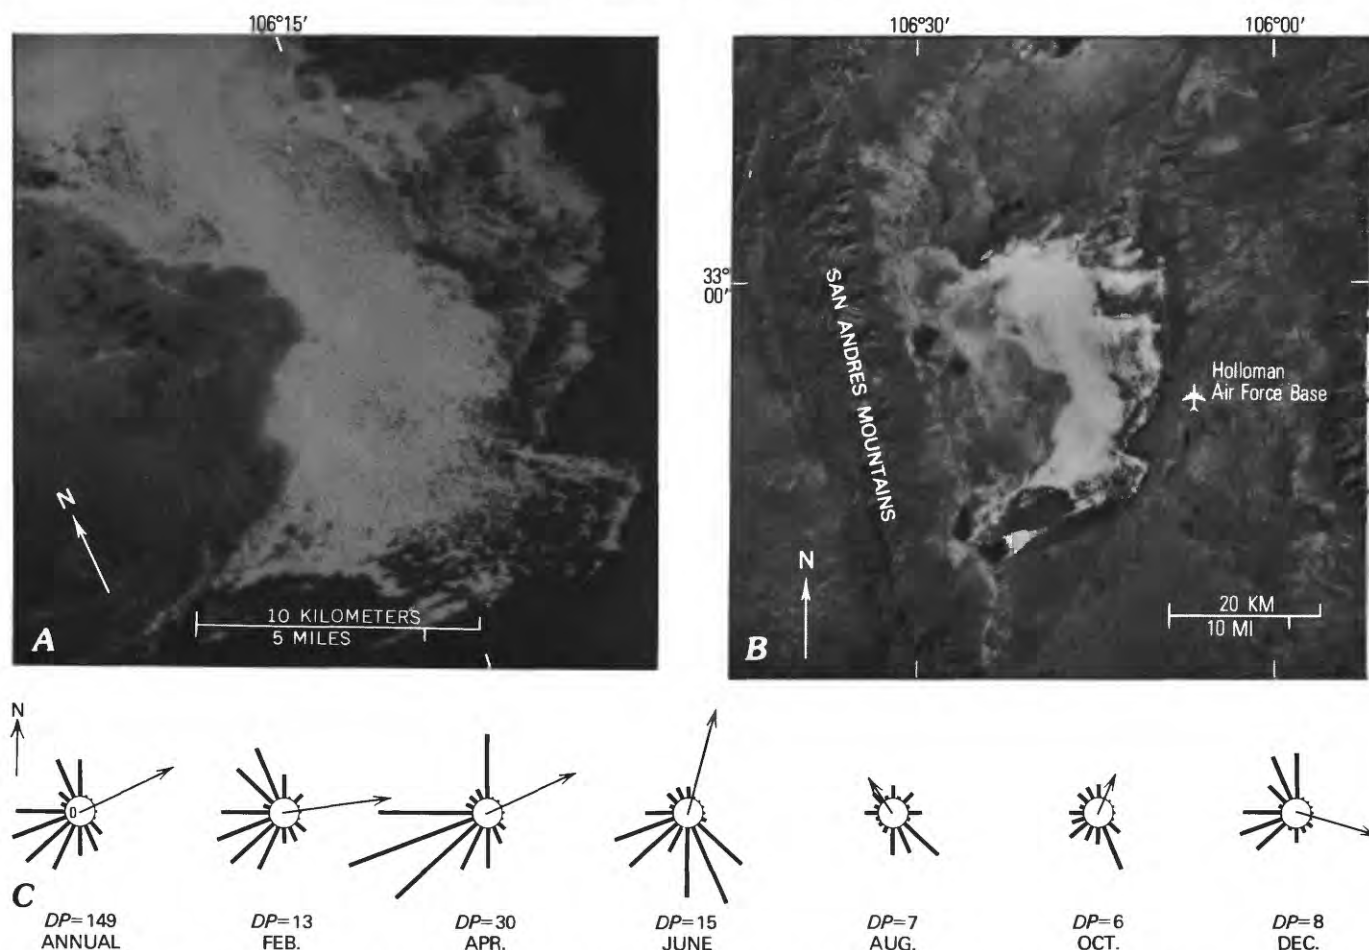 106°15′
106°30′
106°00′
33°
00′
SAN ANDRES MOUNTAINS
Holloman
Air Force Base
N
N
10 KILOMETERS
5 MILES
20 KM
10 MI
A
B
N
0
C
DP=149
ANNUAL
DP=13
FEB.
DP=30
APR.
DP=15
JUNE
DP=7
AUG.
DP=6
OCT.
DP=8
DEC.